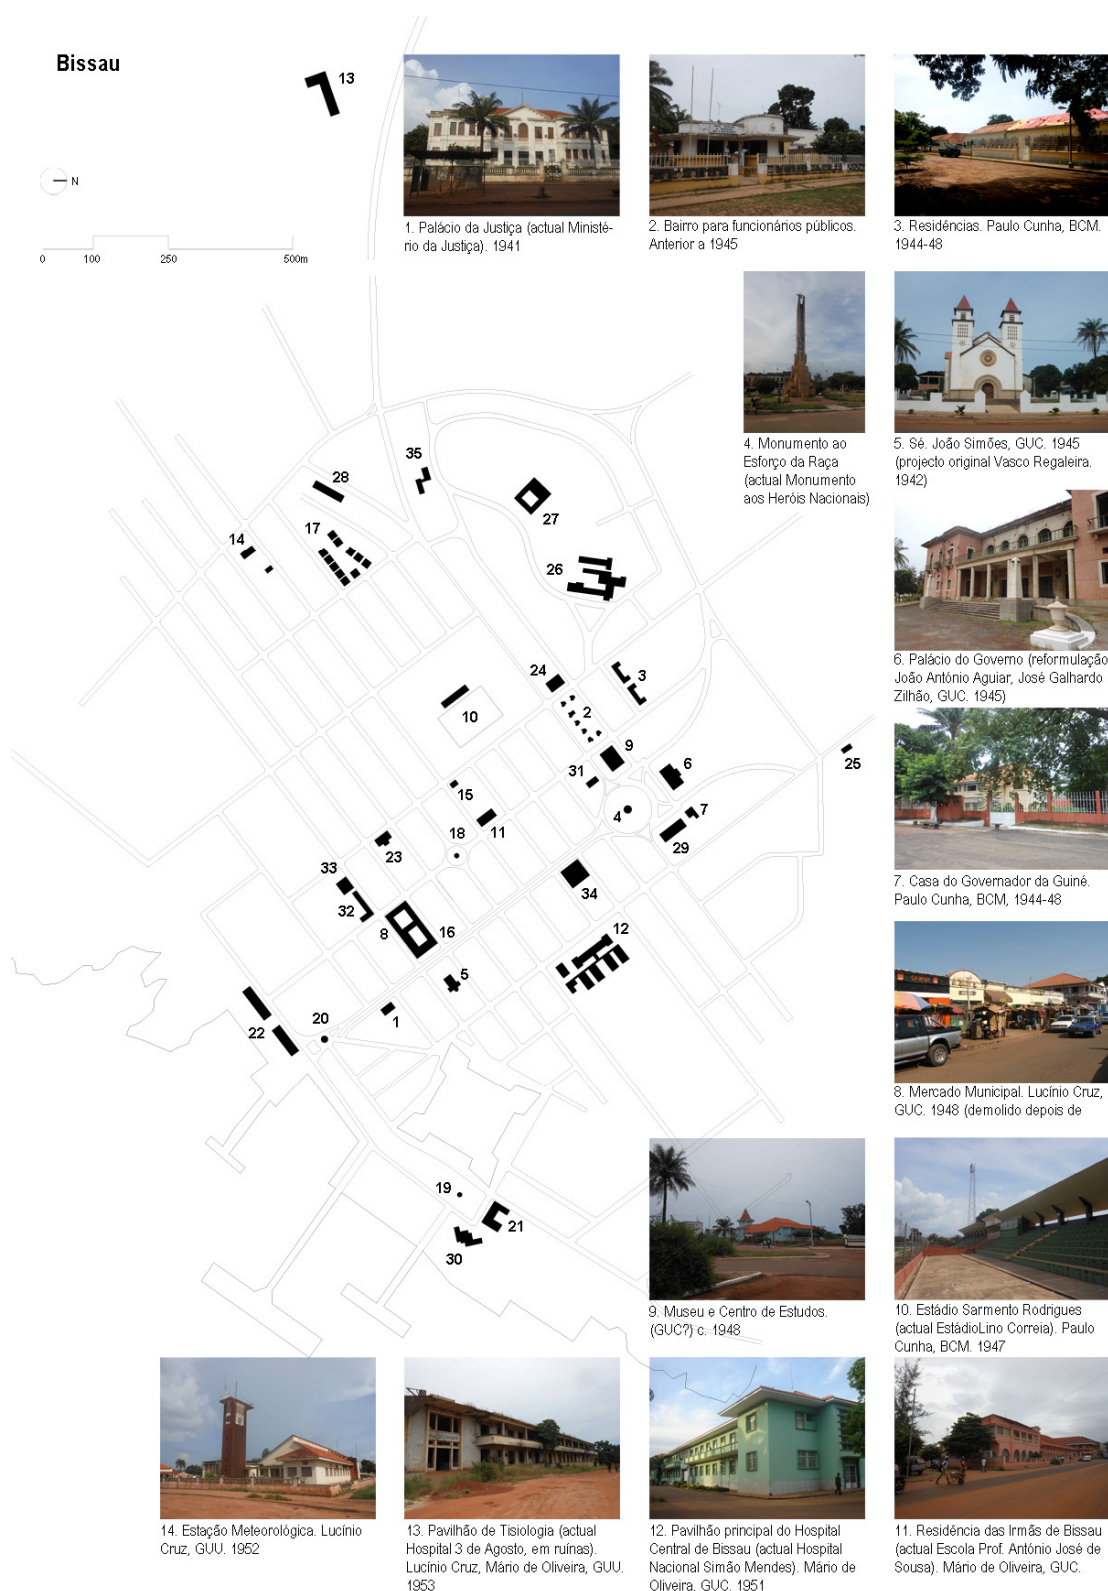 Bissau
13
N
0 100 250 500m
1. Palácio da Justiça (actual Ministé-
rio da Justiça). 1941
2. Bairro para funcionários públicos.
Anterior a 1945
3. Residências. Paulo Cunha, BCM.
1944-48
4. Monumento ao
Esforço da Raça
(actual Monumento
aos Heróis Nacionais)
5. Sé. João Simões, GUC. 1945
(projecto original Vasco Regaleira.
1942)
6. Palácio do Governo (reformulação
João António Aguiar, José Galhardo
Zilhão, GUC. 1945)
7. Casa do Governador da Guiné.
Paulo Cunha, BCM, 1944-48
8. Mercado Municipal. Lucínio Cruz,
GUC. 1948 (demolido depois de
9. Museu e Centro de Estudos.
(GUC?) c. 1948
10. Estádio Sarmento Rodrigues
(actual EstádioLino Correia). Paulo
Cunha, BCM. 1947
14. Estação Meteorológica. Lucínio
Cruz, GUU. 1952
13. Pavilhão de Tisiologia (actual
Hospital 3 de Agosto, em ruínas).
Lucínio Cruz, Mário de Oliveira, GUU.
1953
12. Pavilhão principal do Hospital
Central de Bissau (actual Hospital
Nacional Simão Mendes). Mário de
Oliveira, GUC. 1951
11. Residência das Irmãs de Bissau
(actual Escola Prof. António José de
Sousa). Mário de Oliveira, GUC.
35
28
27
17
14
26
24
3
2
10
9
31
6
25
15
7
4
11
18
29
23
33
34
32
8
16
12
5
20
22
1
19
21
30